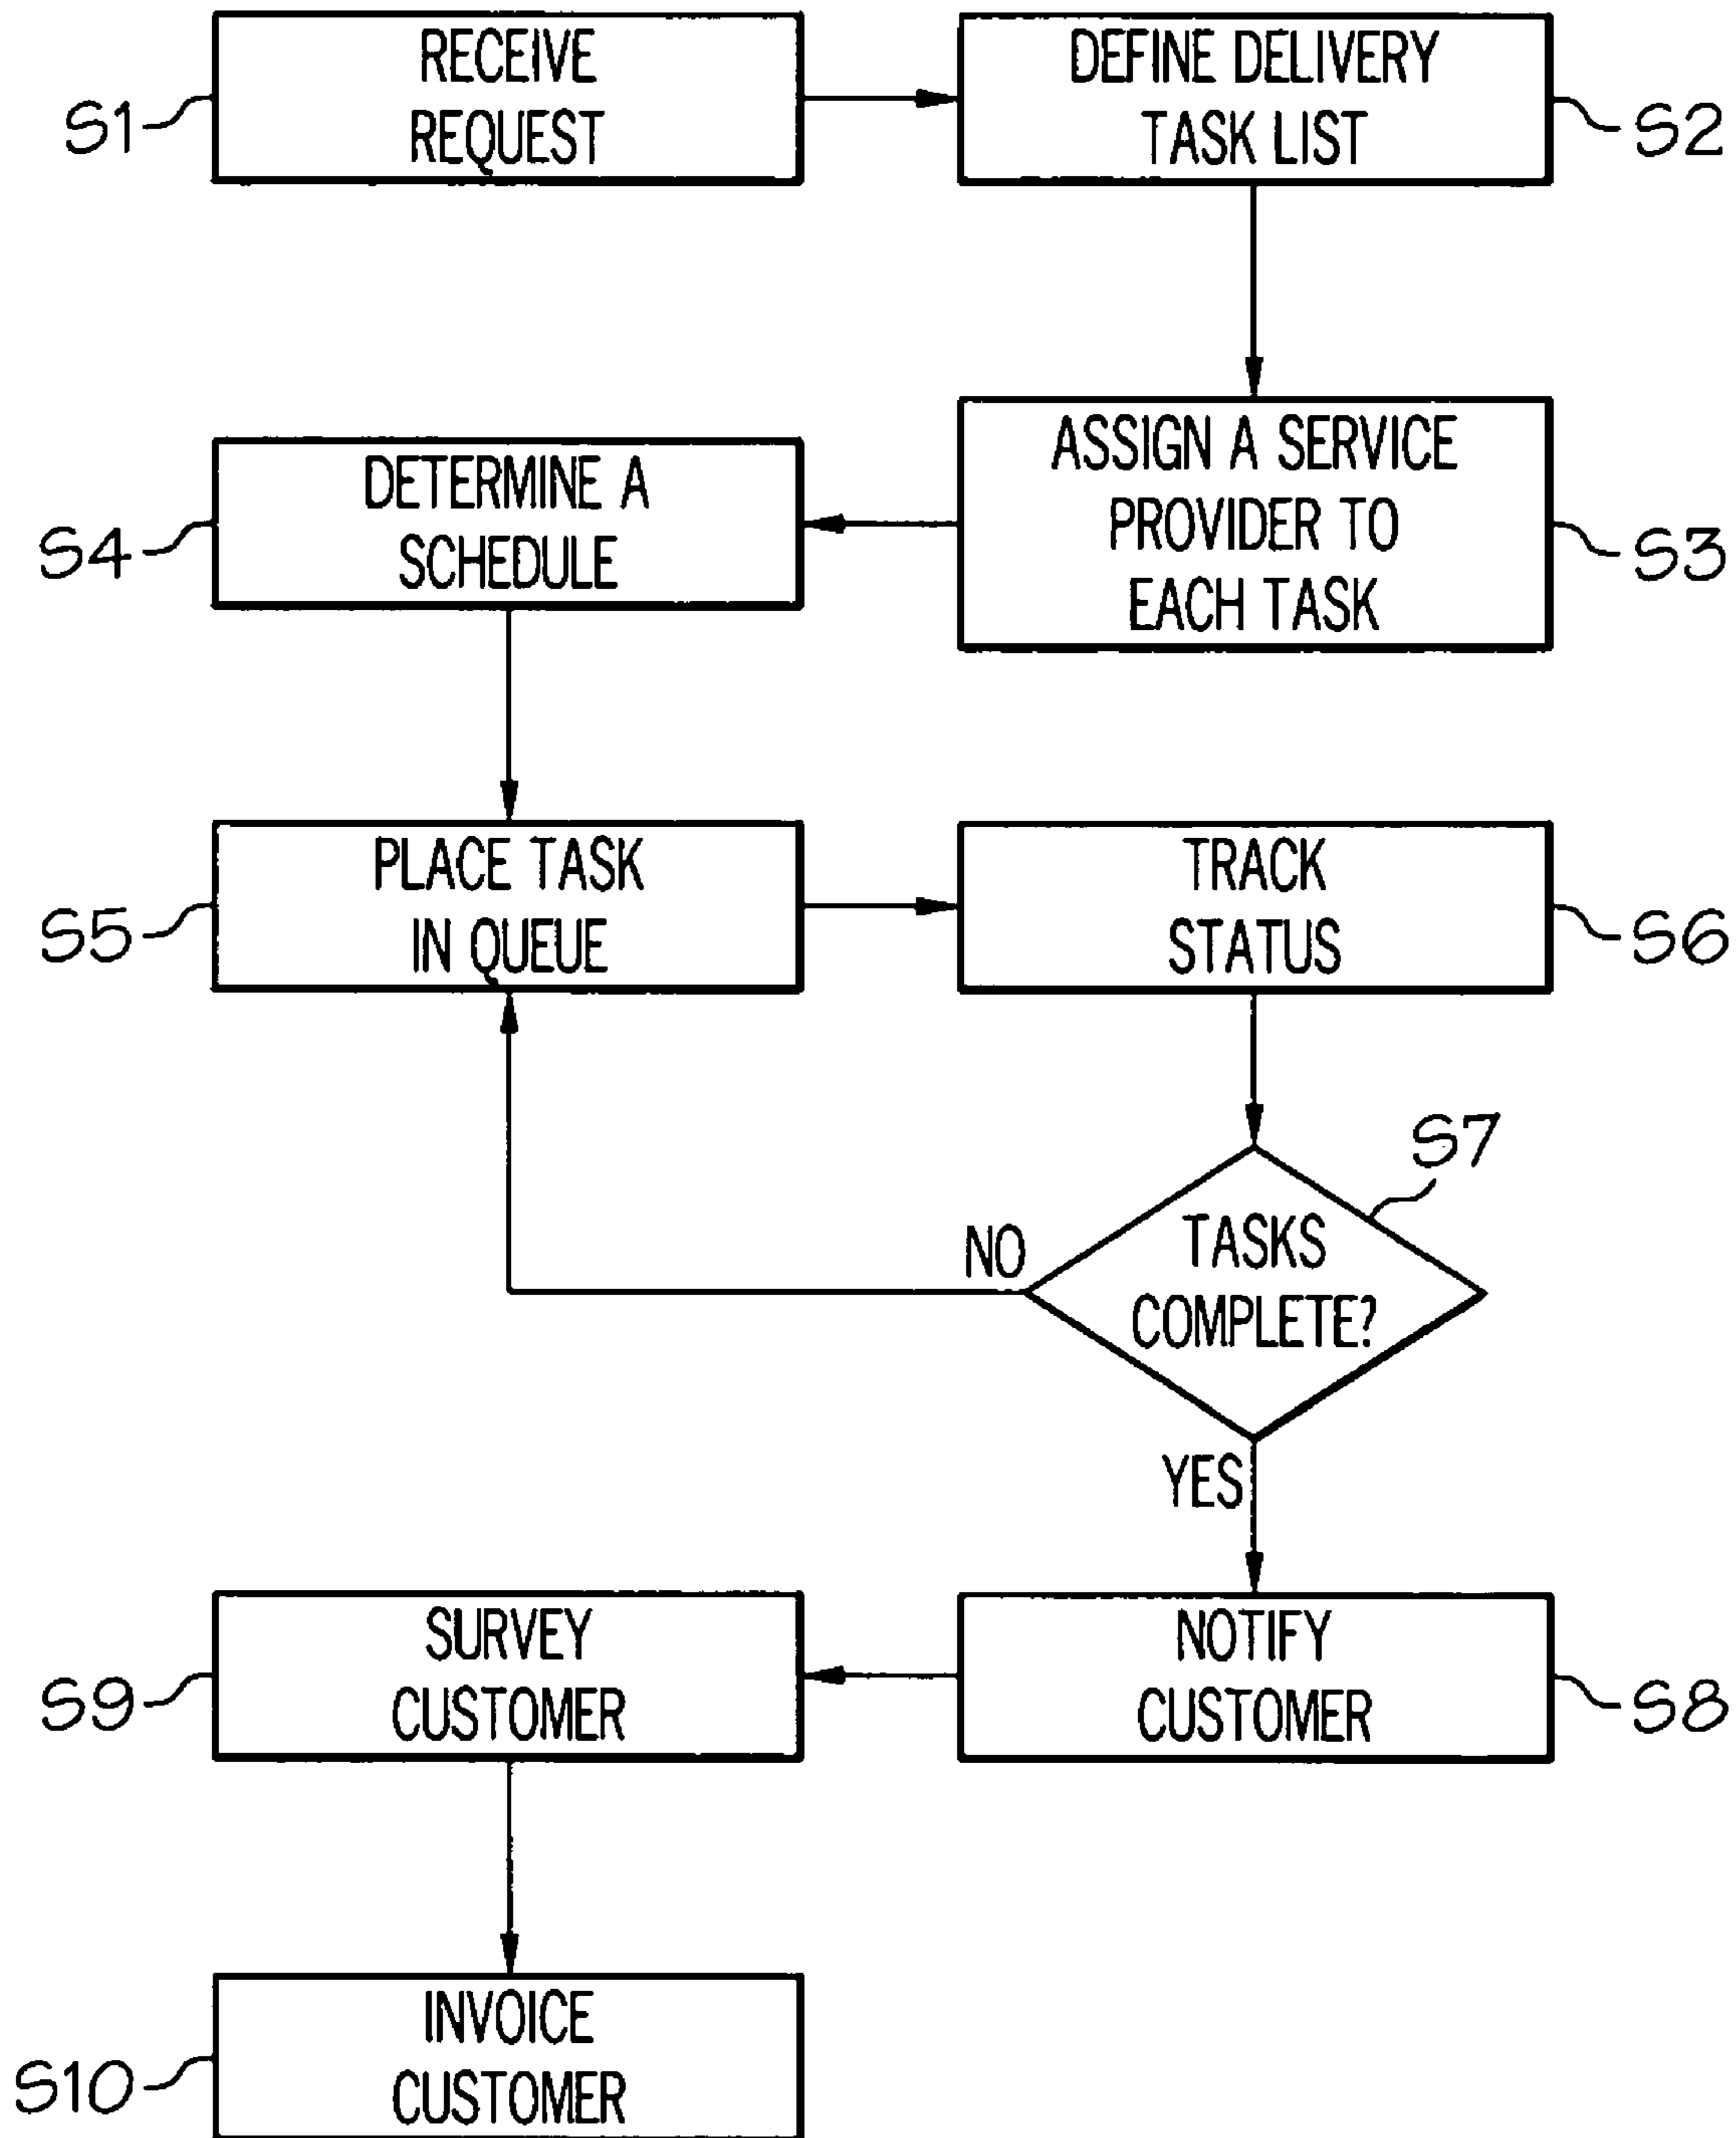 RECEIVE
REQUEST
S1
DEFINE DELIVERY
TASK LIST
S2
ASSIGN A SERVICE
PROVIDER TO
EACH TASK
S3
DETERMINE A
SCHEDULE
S4
PLACE TASK
IN QUEUE
S5
TRACK
STATUS
S6
S7
TASKS
COMPLETE?
NO
YES
NOTIFY
CUSTOMER
S8
SURVEY
CUSTOMER
S9
INVOICE
CUSTOMER
S10